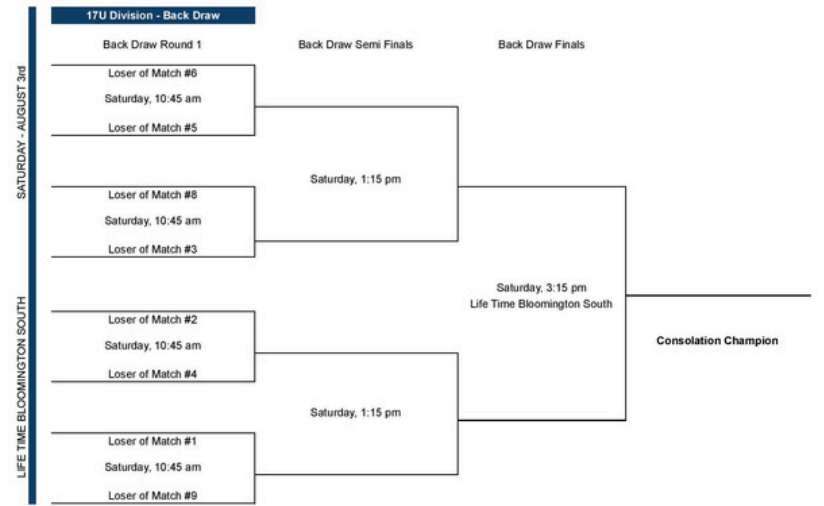 17U Division - Back Draw
Back Draw Round 1
Back Draw Semi Finals
Back Draw Finals
SATURDAY - AUGUST 3rd
LIFE TIME BLOOMINGTON SOUTH
Loser of Match #6
Saturday, 10:45 am
Loser of Match #5
Saturday, 1:15 pm
Loser of Match #8
Saturday, 10:45 am
Loser of Match #3
Saturday, 3:15 pm
Life Time Bloomington South
Consolation Champion
Loser of Match #2
Saturday, 10:45 am
Loser of Match #4
Saturday, 1:15 pm
Loser of Match #1
Saturday, 10:45 am
Loser of Match #9